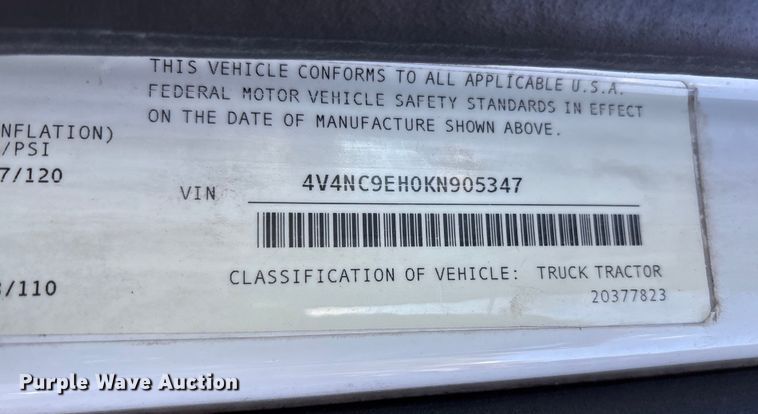 THIS VEHICLE CONFORMS TO ALL APPLICABLE U.S.A.
FEDERAL MOTOR VEHICLE SAFETY STANDARDS IN EFFECT
ON THE DATE OF MANUFACTURE SHOWN ABOVE.
NFLATION)
/PSI
7/120
VIN 4V4NC9EH0KN905347
/110
CLASSIFICATION OF VEHICLE: TRUCK TRACTOR
20377823
Purple Wave Auction